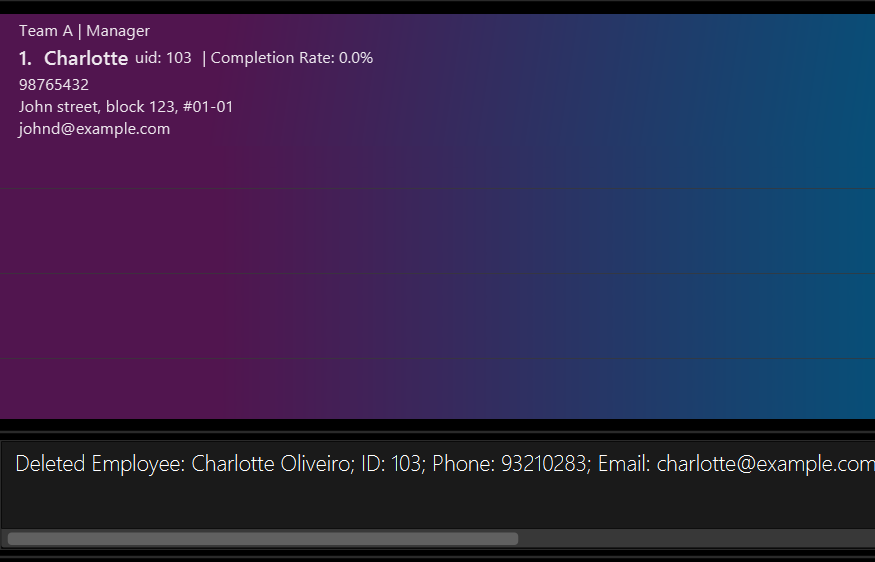 Team A | Manager
1. Charlotte uid: 103 | Completion Rate: 0.0%
98765432
John street, block 123, #01-01
johnd@example.com
Deleted Employee: Charlotte Oliveiro; ID: 103; Phone: 93210283; Email: charlotte@example.com